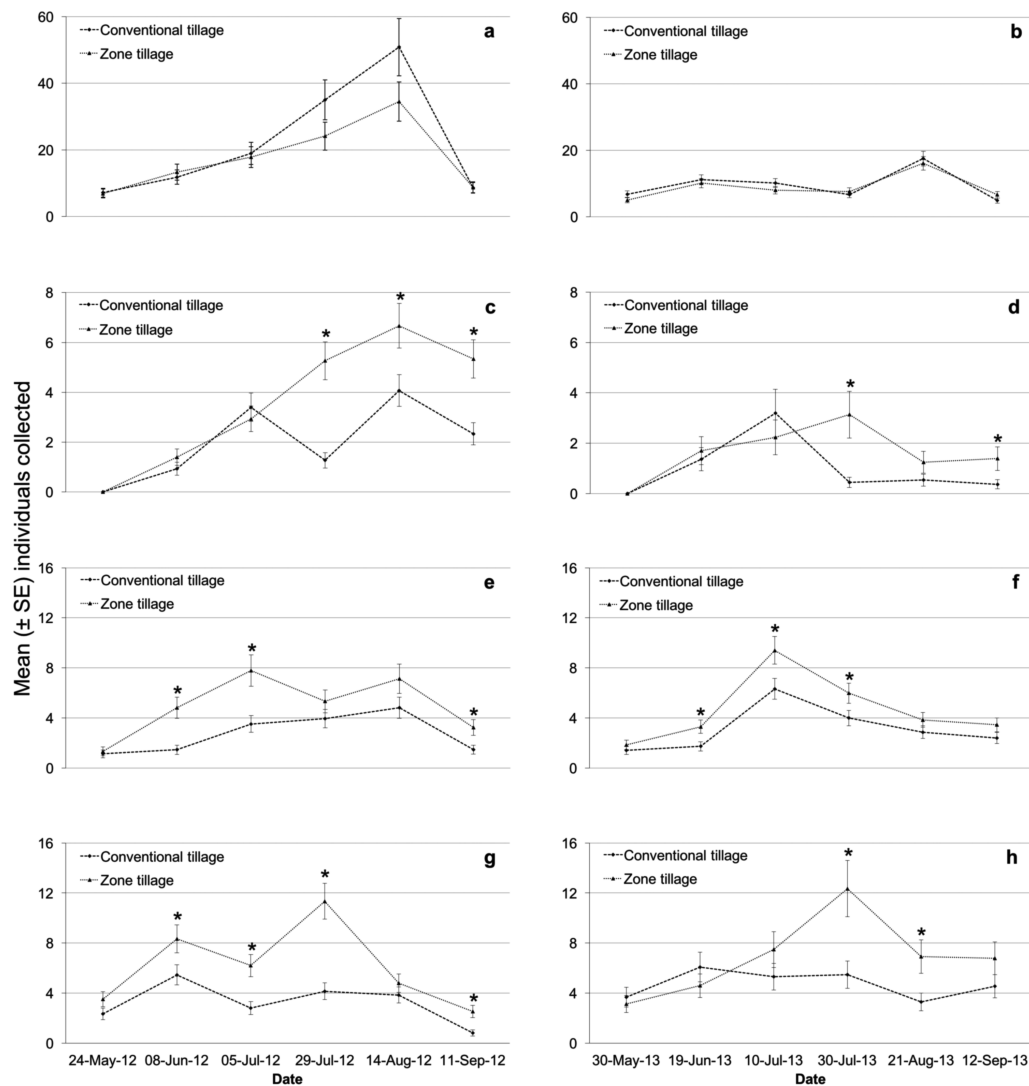 60
40
20
0
Conventional tillage
Zone tillage
a
60
40
20
0
Conventional tillage
Zone tillage
b
8
6
4
2
0
Conventional tillage
Zone tillage
c
*
*
*
8
6
4
2
0
Conventional tillage
Zone tillage
d
*
*
Mean (± SE) individuals collected
16
12
8
4
0
Conventional tillage
Zone tillage
e
*
*
*
16
12
8
4
0
Conventional tillage
Zone tillage
f
*
*
*
16
12
8
4
0
Conventional tillage
Zone tillage
g
*
*
*
*
24-May-12 08-Jun-12 05-Jul-12 29-Jul-12 14-Aug-12 11-Sep-12
Date
16
12
8
4
0
Conventional tillage
Zone tillage
h
*
*
30-May-13 19-Jun-13 10-Jul-13 30-Jul-13 21-Aug-13 12-Sep-13
Date